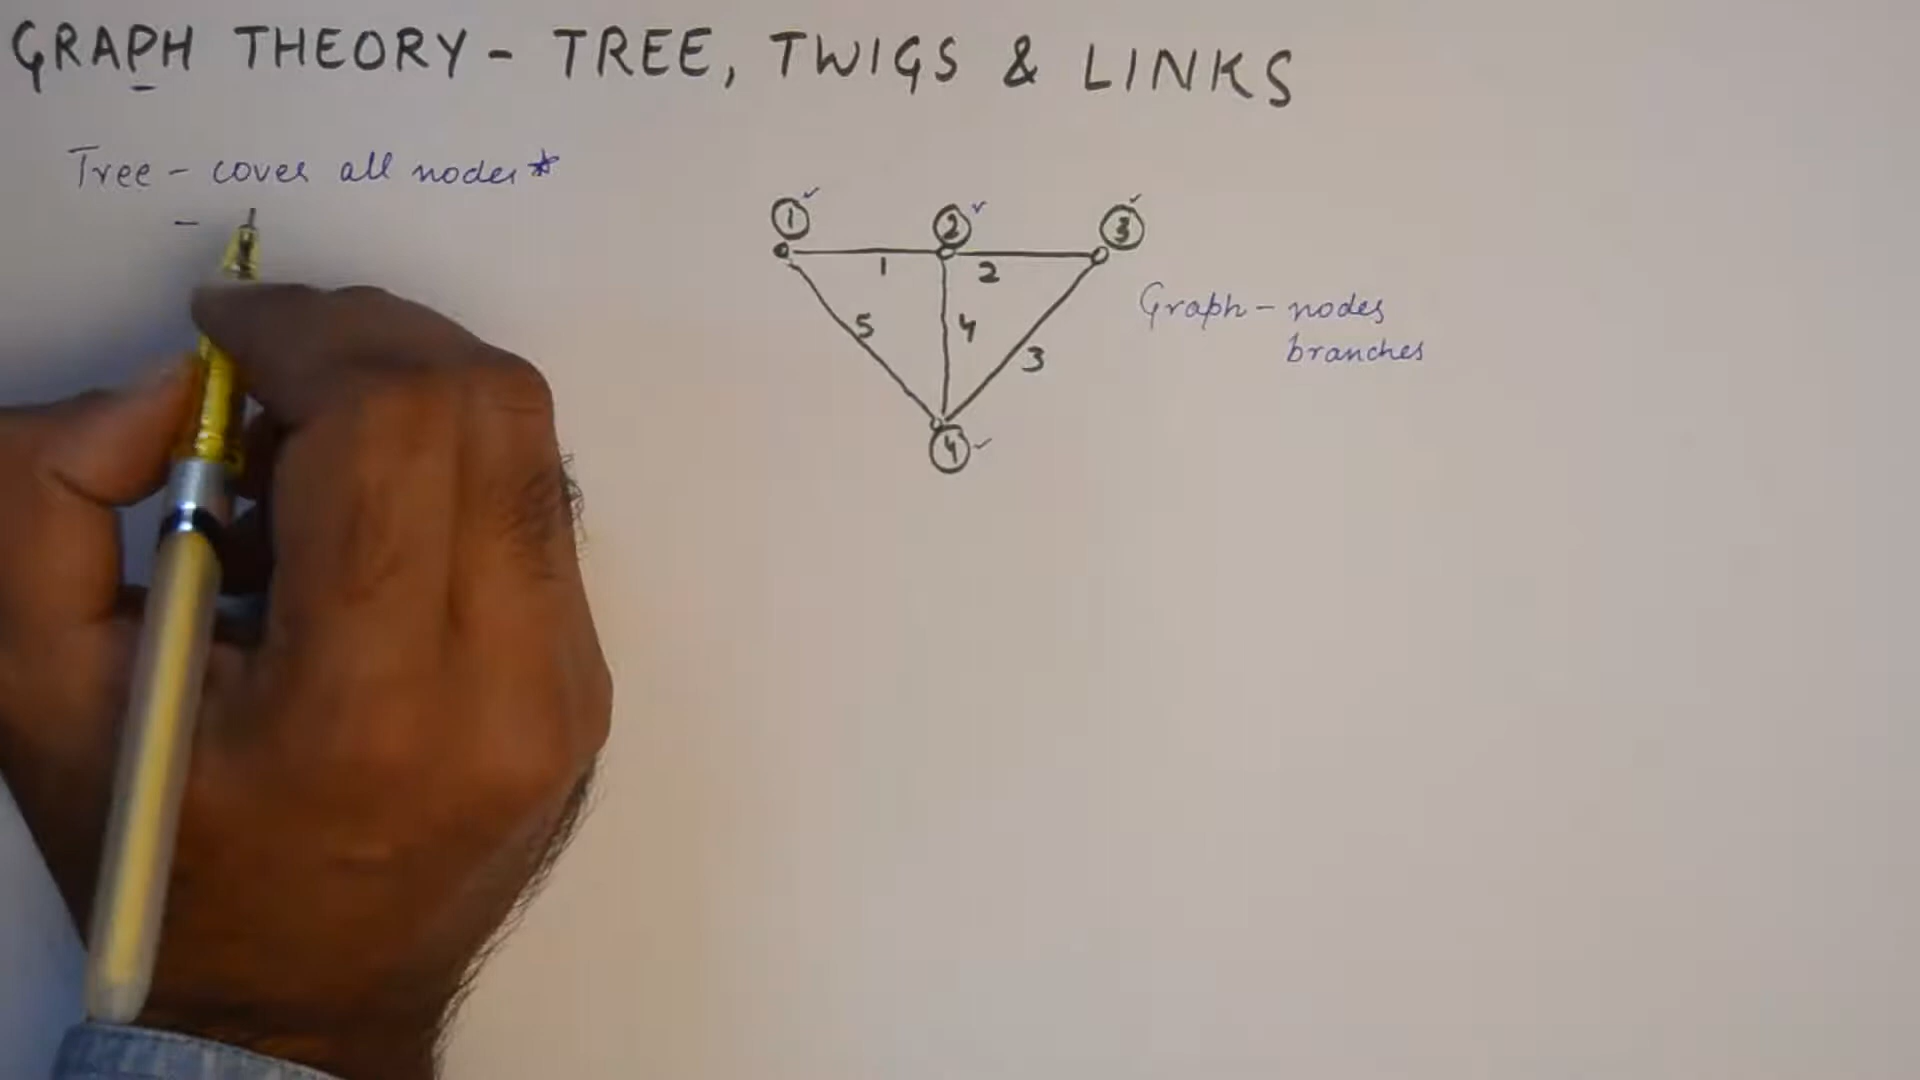 GRAPH THEORY - TREE, TWIGS & LINKS
Tree - cover all nodes *
-
1 2 3
1 2
5 4 3
4
Graph - nodes
branches